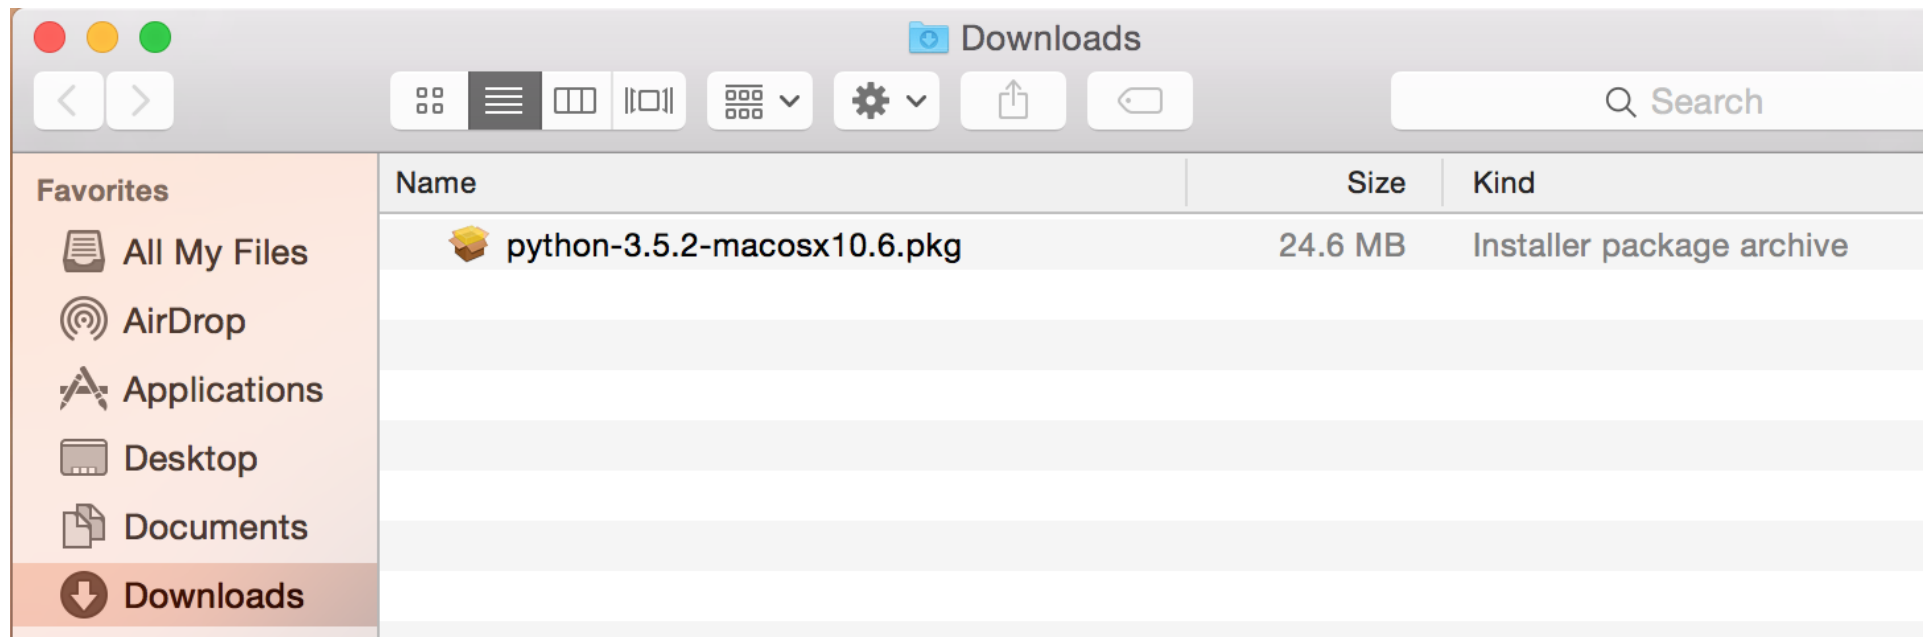 Downloads
Search
Favorites
All My Files
AirDrop
Applications
Desktop
Documents
Downloads
Name Size Kind
python-3.5.2-macosx10.6.pkg 24.6 MB Installer package archive